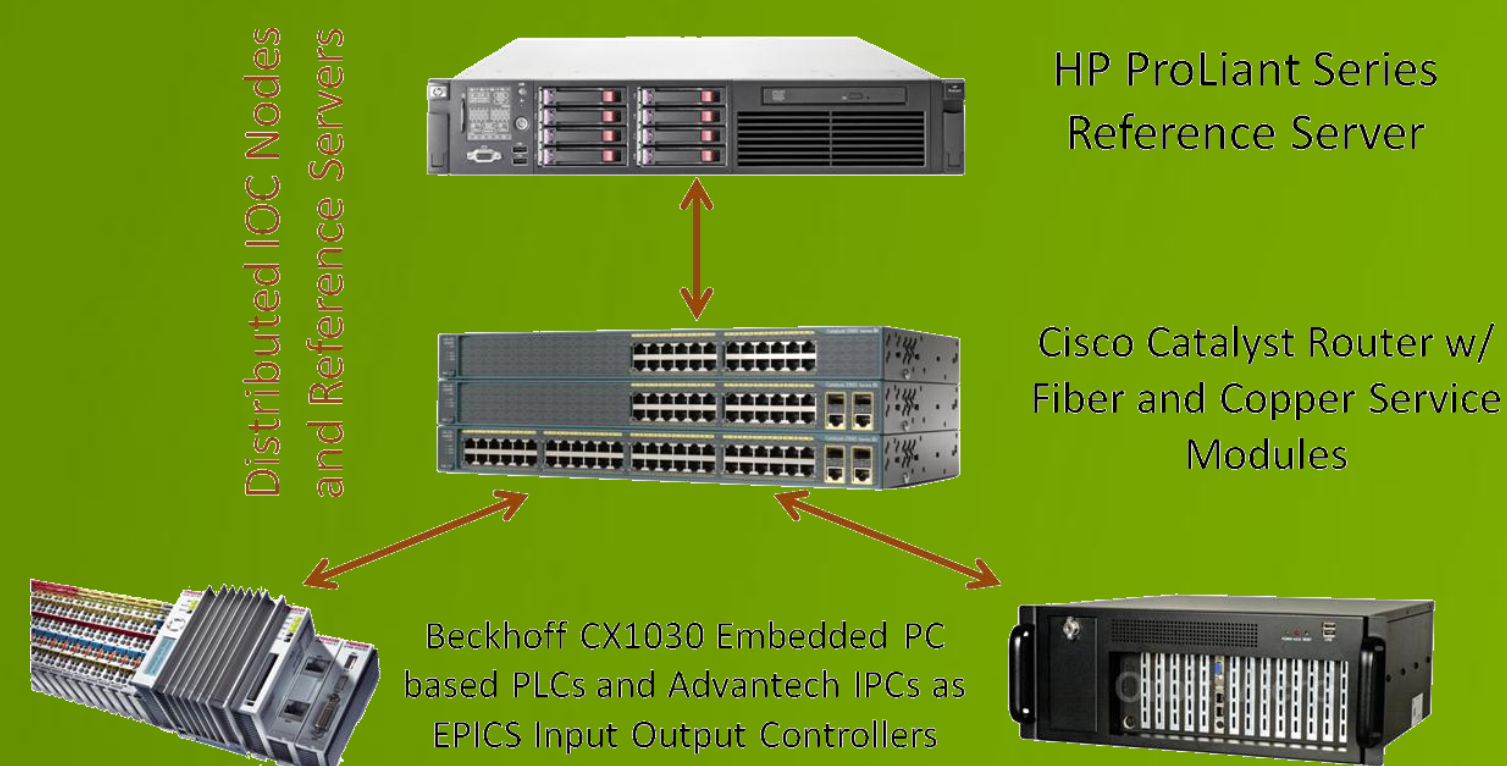 Distributed IOC Nodes
and Reference Servers
HP ProLiant Series
Reference Server
Cisco Catalyst Router w/
Fiber and Copper Service
Modules
Beckhoff CX1030 Embedded PC
based PLCs and Advantech IPCs as
EPICS Input Output Controllers